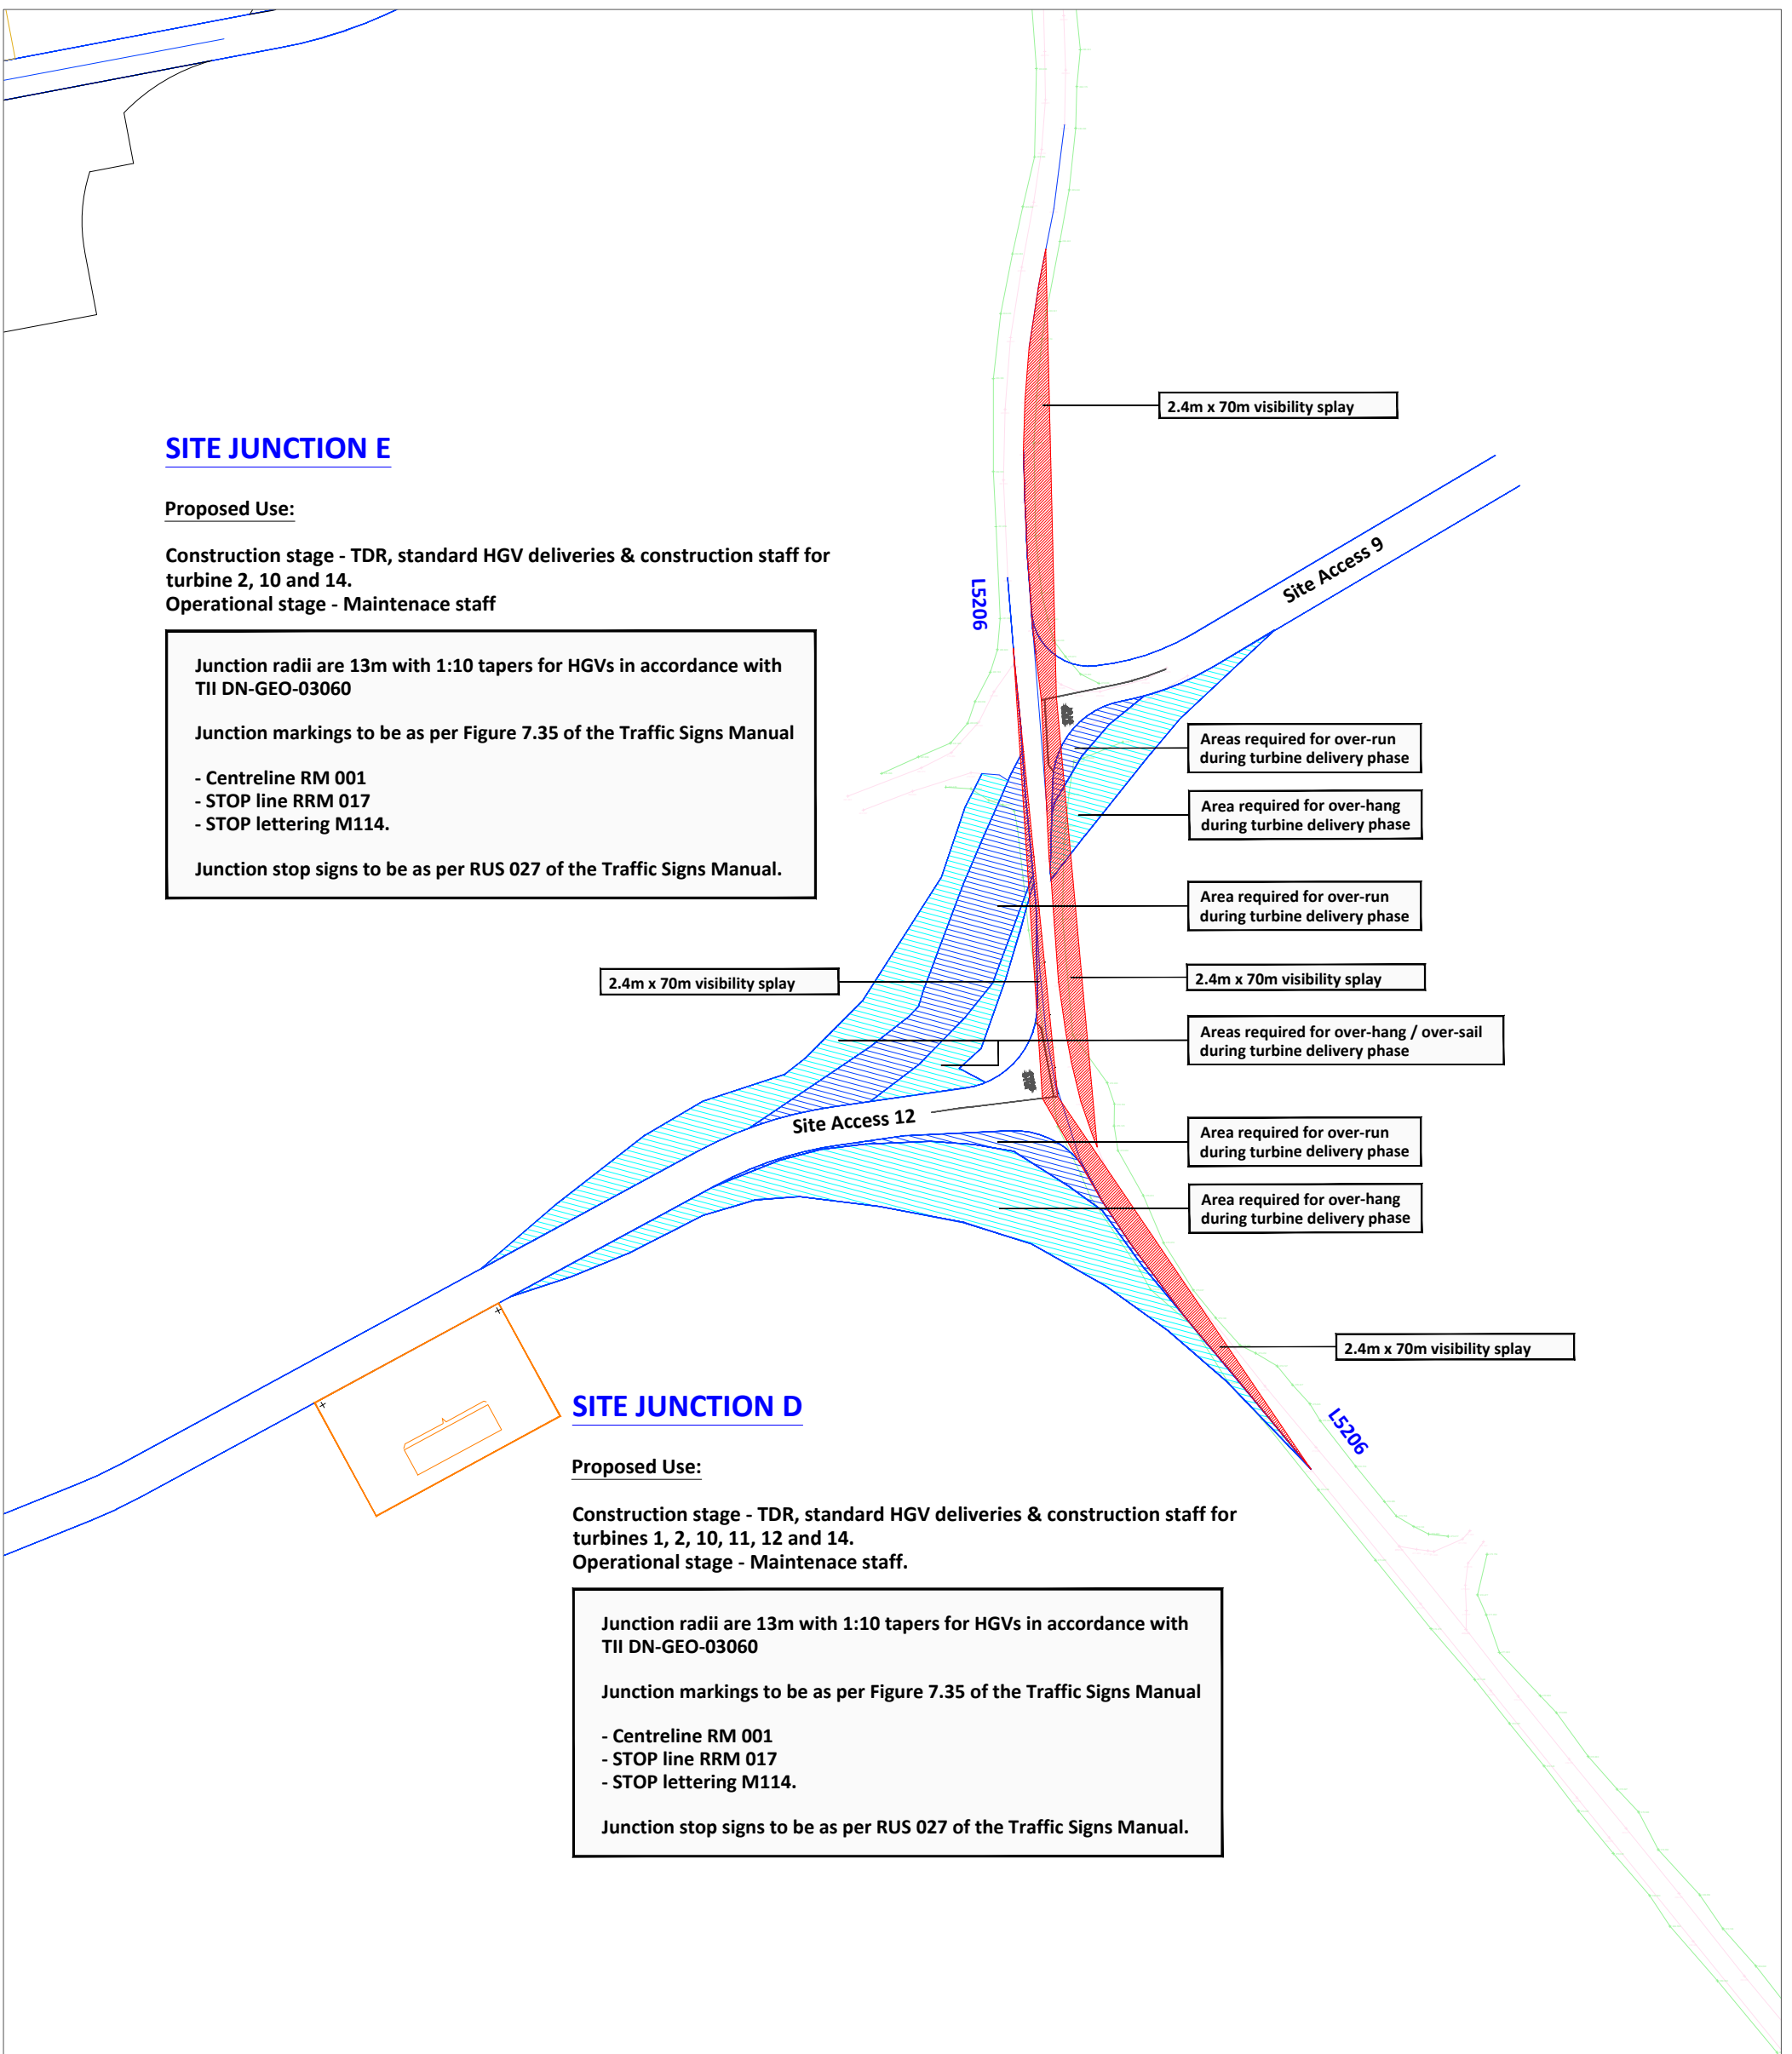 2.4m x 70m visibility splay
SITE JUNCTION E
Proposed Use:
Construction stage - TDR, standard HGV deliveries & construction staff for
turbine 2, 10 and 14.
Operational stage - Maintenace staff
Junction radii are 13m with 1:10 tapers for HGVs in accordance with
TII DN-GEO-03060
Junction markings to be as per Figure 7.35 of the Traffic Signs Manual
- Centreline RM 001
- STOP line RRM 017
- STOP lettering M114.
Junction stop signs to be as per RUS 027 of the Traffic Signs Manual.
L5206
Site Access 9
Areas required for over-run
during turbine delivery phase
Area required for over-hang
during turbine delivery phase
Area required for over-run
during turbine delivery phase
2.4m x 70m visibility splay
2.4m x 70m visibility splay
Areas required for over-hang / over-sail
during turbine delivery phase
Site Access 12
Area required for over-run
during turbine delivery phase
Area required for over-hang
during turbine delivery phase
2.4m x 70m visibility splay
L5206
SITE JUNCTION D
Proposed Use:
Construction stage - TDR, standard HGV deliveries & construction staff for
turbines 1, 2, 10, 11, 12 and 14.
Operational stage - Maintenace staff.
Junction radii are 13m with 1:10 tapers for HGVs in accordance with
TII DN-GEO-03060
Junction markings to be as per Figure 7.35 of the Traffic Signs Manual
- Centreline RM 001
- STOP line RRM 017
- STOP lettering M114.
Junction stop signs to be as per RUS 027 of the Traffic Signs Manual.